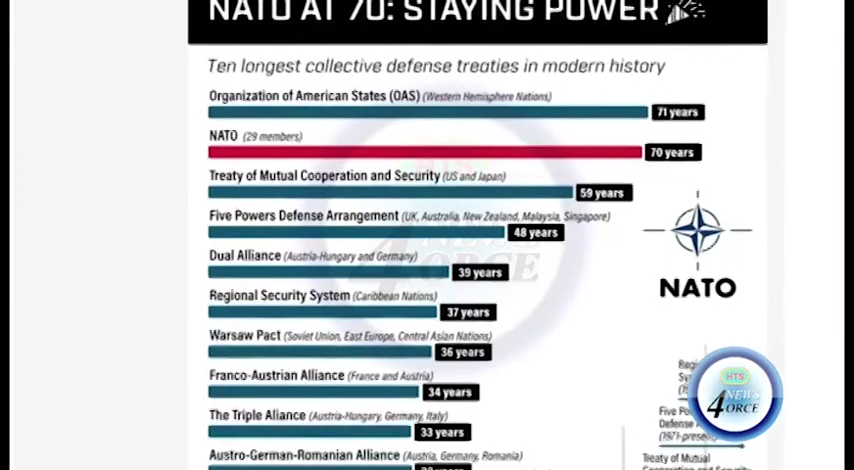 NATO AT 70: STAYING POWER
Ten longest collective defense treaties in modern history
Organization of American States (OAS) (Western Hemisphere Nations)
71 years
NATO (29 members)
70 years
Treaty of Mutual Cooperation and Security (US and Japan)
59 years
Five Powers Defense Arrangement (UK, Australia, New Zealand, Malaysia, Singapore)
48 years
Dual Alliance (Austria-Hungary and Germany)
39 years
Regional Security System (Caribbean Nations)
37 years
Warsaw Pact (Soviet Union, East Europe, Central Asian Nations)
36 years
Franco-Austrian Alliance (France and Austria)
34 years
The Triple Alliance (Austria-Hungary, Germany, Italy)
33 years
Austro-German-Romanian Alliance (Austria, Germany, Romania)
NATO
HTS
4 NEWS
ORCE
Five
Defense
(1971-present)
Treaty of Mutual